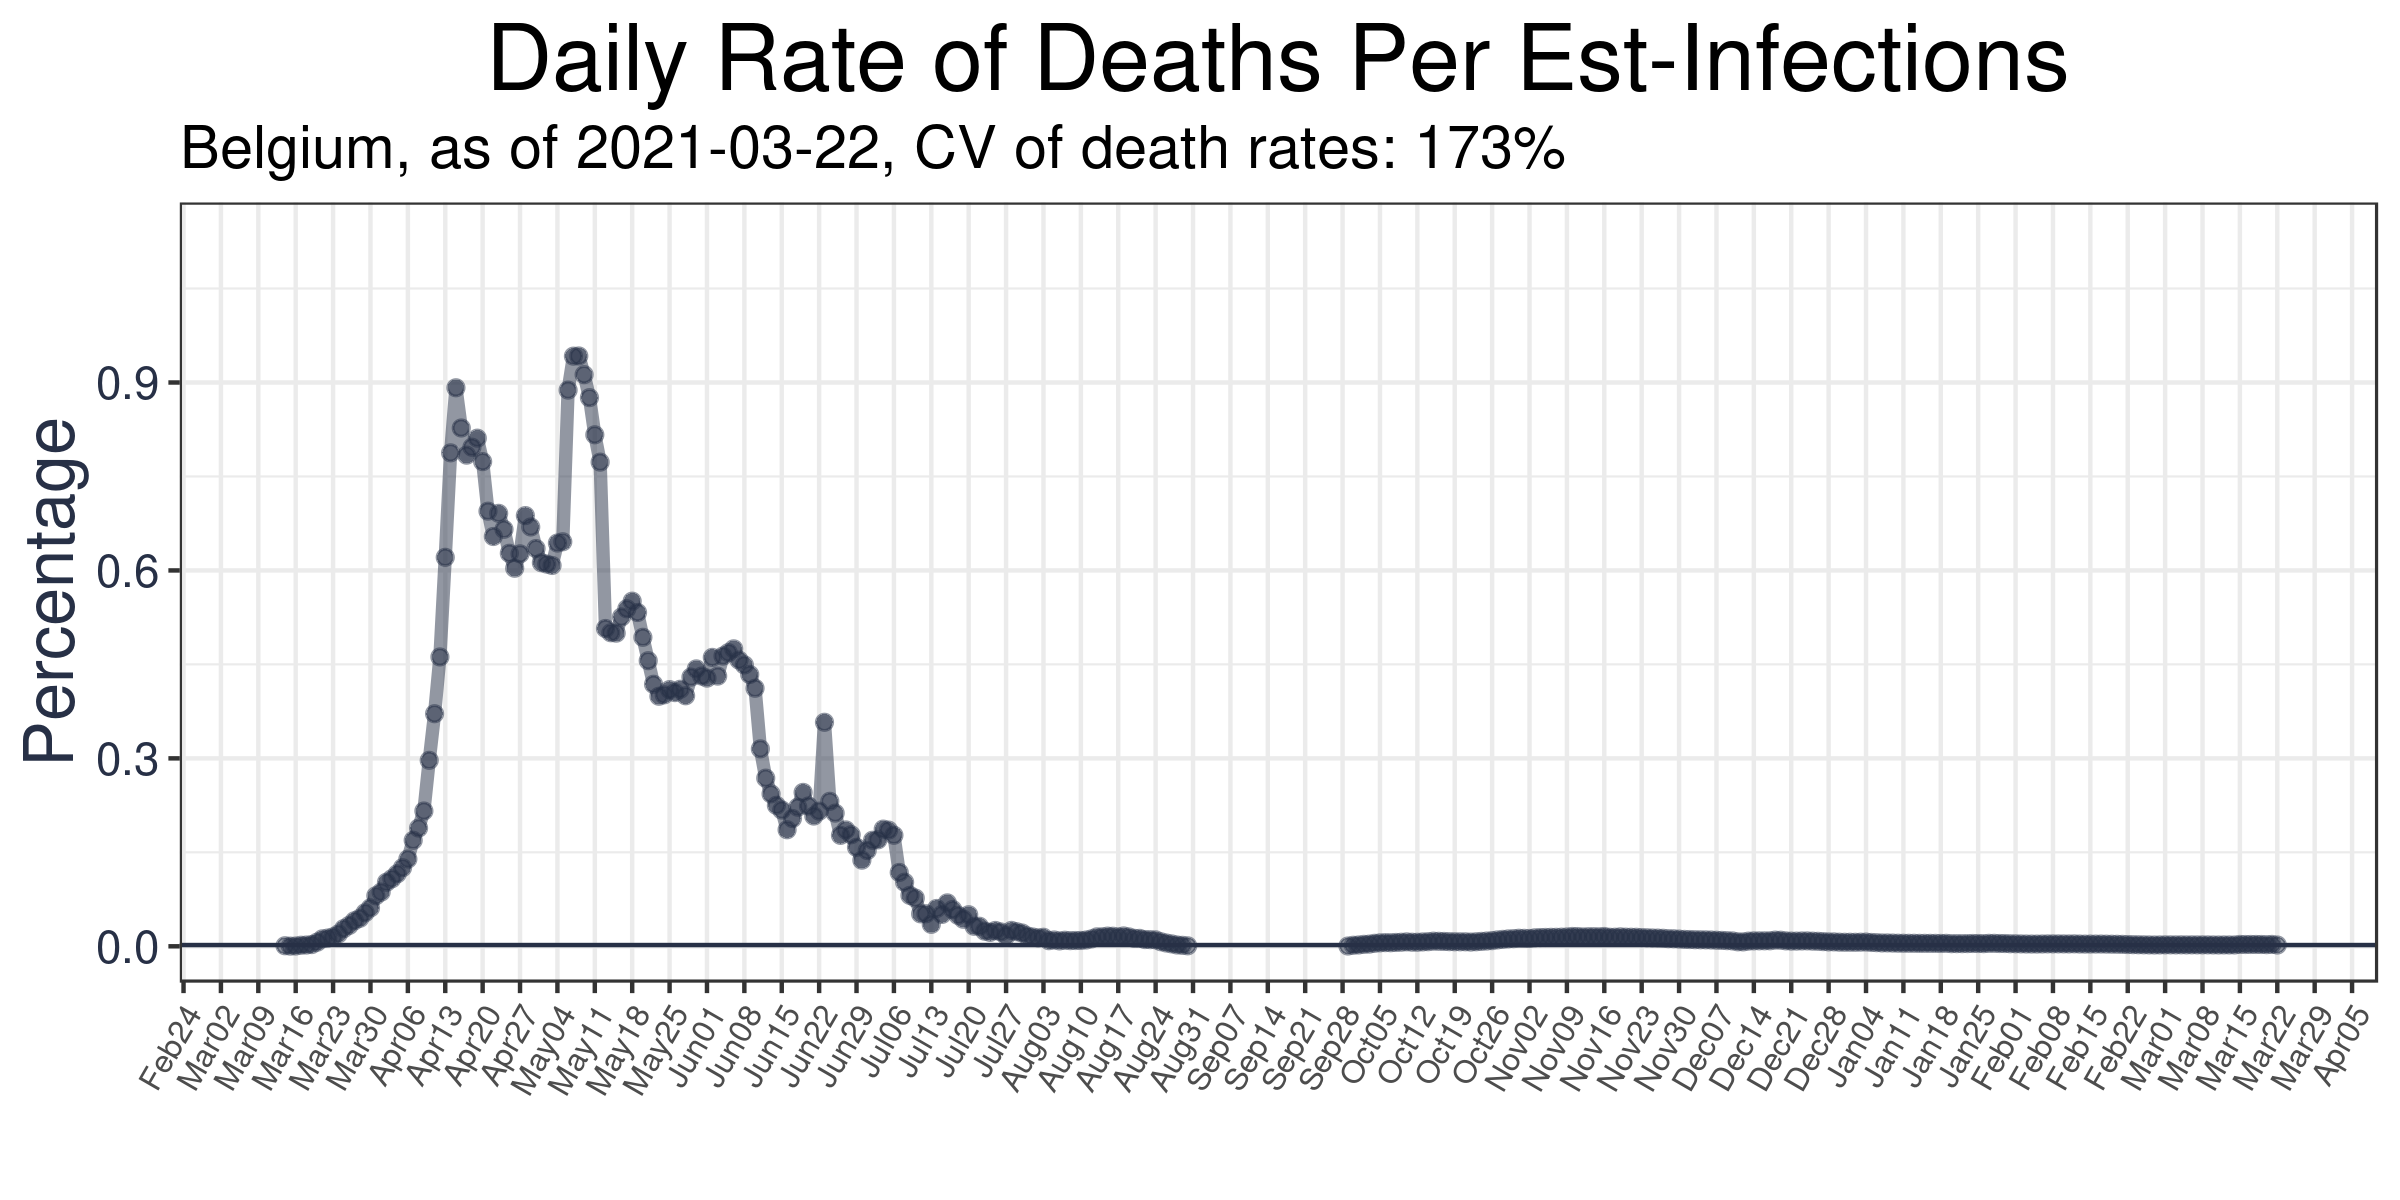 Daily Rate of Deaths Per Est-Infections
Belgium, as of 2021-03-22, CV of death rates: 173%
Percentage
0.9
0.6
0.3
0.0
Feb24
Mar02
Mar09
Mar16
Mar23
Mar30
Apr06
Apr13
Apr20
Apr27
May04
May11
May18
May25
Jun01
Jun08
Jun15
Jun22
Jun29
Jul06
Jul13
Jul20
Jul27
Aug03
Aug10
Aug17
Aug24
Aug31
Sep07
Sep14
Sep21
Sep28
Oct05
Oct12
Oct19
Oct26
Nov02
Nov09
Nov16
Nov23
Nov30
Dec07
Dec14
Dec21
Dec28
Jan04
Jan11
Jan18
Jan25
Feb01
Feb08
Feb15
Feb22
Mar01
Mar08
Mar15
Mar22
Mar29
Apr05